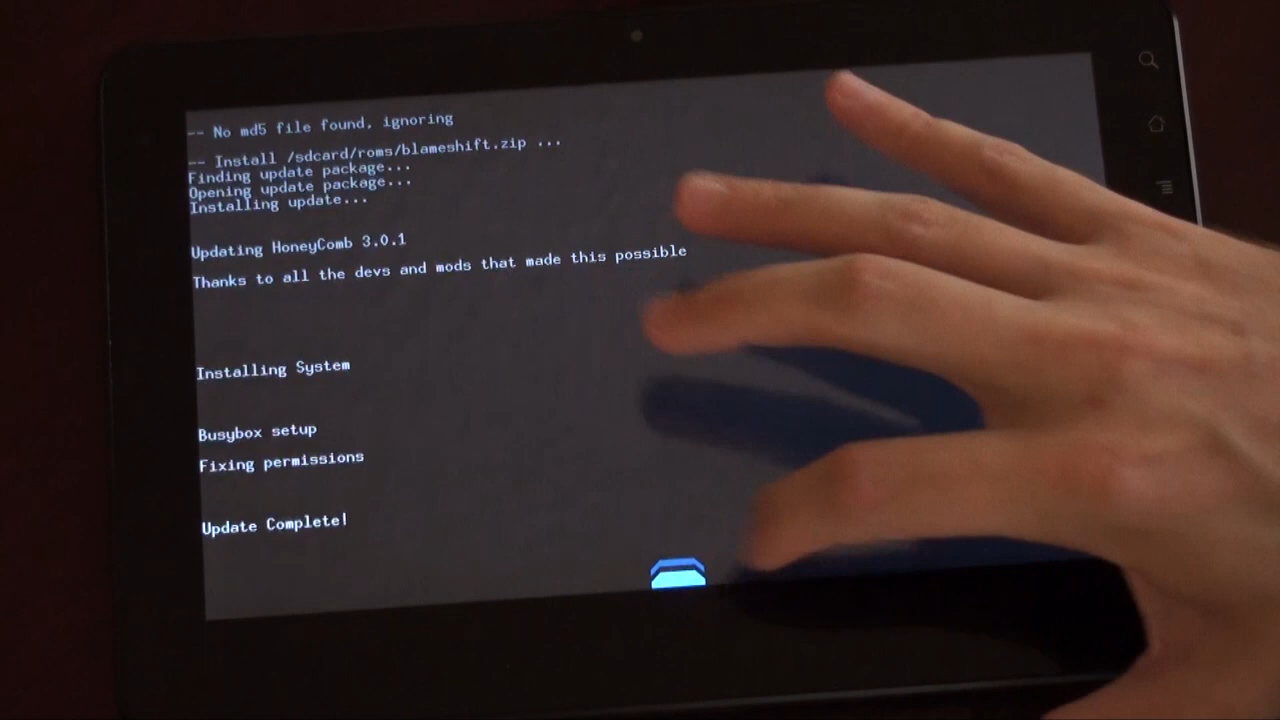 -- No md5 file found, ignoring
-- Install /sdcard/roms/blameshift.zip ...
Finding update package...
Opening update package...
Installing update...
Updating HoneyComb 3.0.1
Thanks to all the devs and mods that made this possible
Installing System
Busybox setup
Fixing permissions
Update Complete!